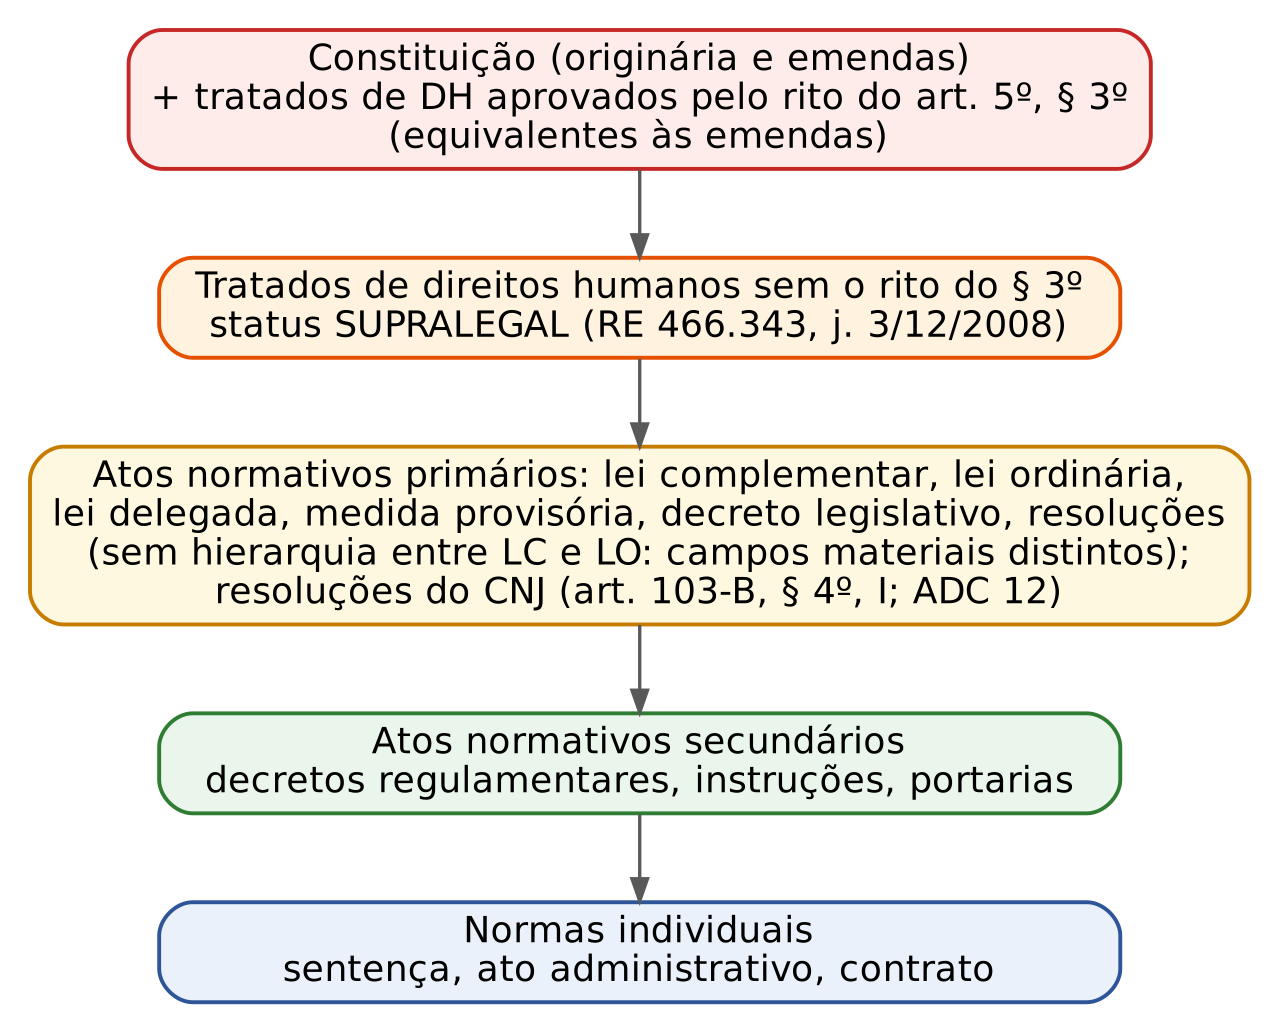 Constituição (originária e emendas)
+ tratados de DH aprovados pelo rito do art. 5º, § 3º
(equivalentes às emendas)
Tratados de direitos humanos sem o rito do § 3º
status SUPRALEGAL (RE 466.343, j. 3/12/2008)
Atos normativos primários: lei complementar, lei ordinária,
lei delegada, medida provisória, decreto legislativo, resoluções
(sem hierarquia entre LC e LO: campos materiais distintos);
resoluções do CNJ (art. 103-B, § 4º, I; ADC 12)
Atos normativos secundários
decretos regulamentares, instruções, portarias
Normas individuais
sentença, ato administrativo, contrato